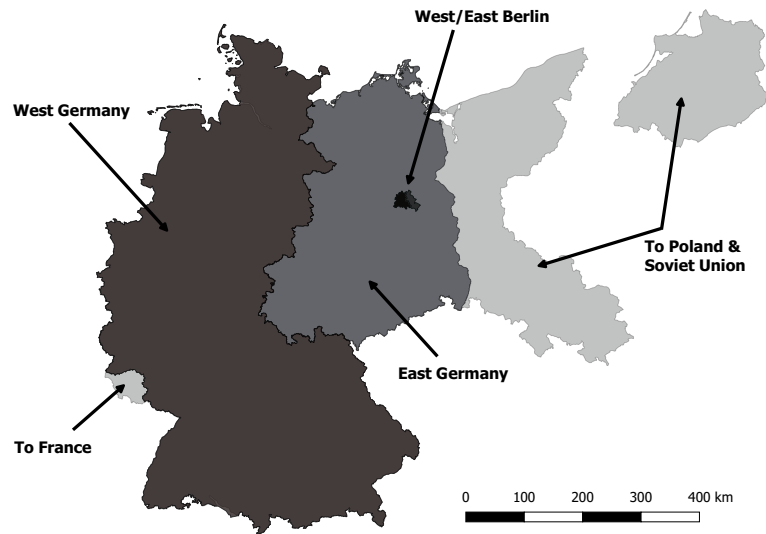 West/East Berlin
West Germany
To Poland &
Soviet Union
East Germany
To France
0 100 200 300 400 km